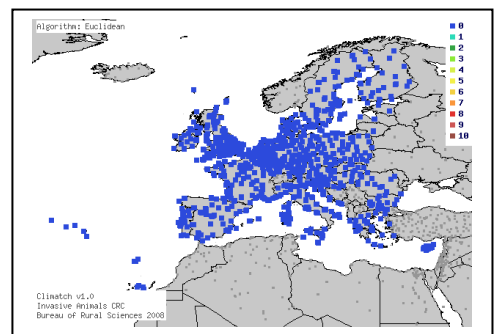 Algorithm: Euclidean
0
1
2
3
4
5
6
7
8
9
10
Climatch v1.0
Invasive Animals CRC
Bureau of Rural Sciences 2008